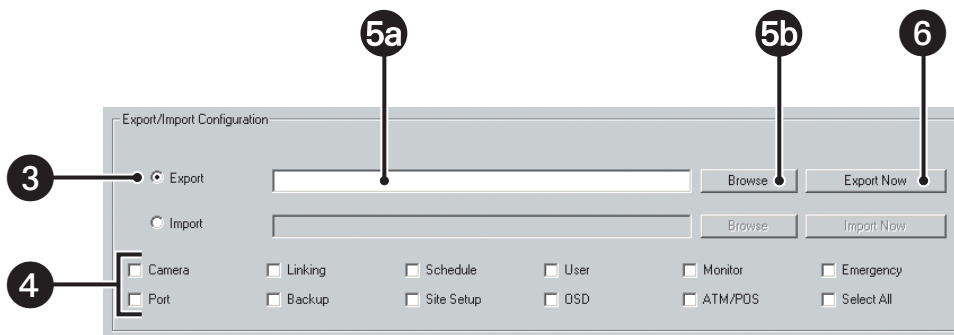 5a 5b 6
Export/Import Configuration
3 Export Browse Export Now
Import Browse Import Now
4 Camera Linking Schedule User Monitor Emergency
Port Backup Site Setup OSD ATM/POS Select All